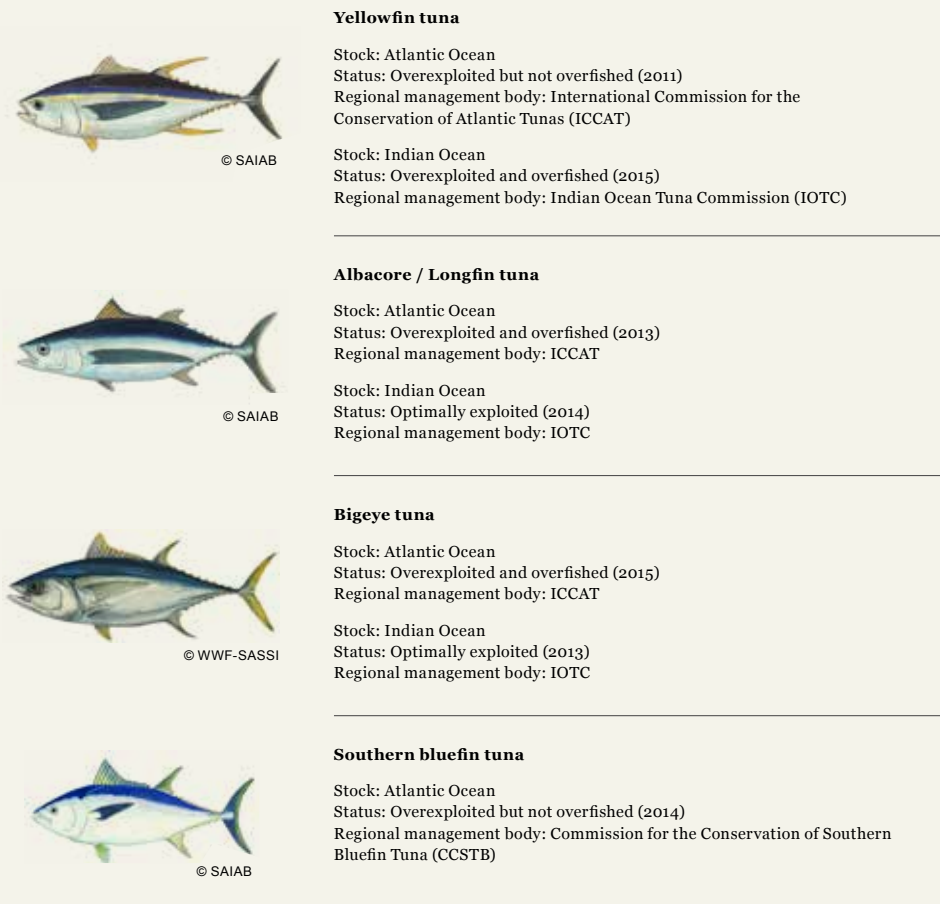 Yellowfin tuna
Stock: Atlantic Ocean
Status: Overexploited but not overfished (2011)
Regional management body: International Commission for the
Conservation of Atlantic Tunas (ICCAT)
© SAIAB
Stock: Indian Ocean
Status: Overexploited and overfished (2015)
Regional management body: Indian Ocean Tuna Commission (IOTC)
Albacore / Longfin tuna
Stock: Atlantic Ocean
Status: Overexploited and overfished (2013)
Regional management body: ICCAT
Stock: Indian Ocean
Status: Optimally exploited (2014)
Regional management body: IOTC
© SAIAB
Bigeye tuna
Stock: Atlantic Ocean
Status: Overexploited and overfished (2015)
Regional management body: ICCAT
Stock: Indian Ocean
Status: Optimally exploited (2013)
Regional management body: IOTC
© WWF-SASSI
Southern bluefin tuna
Stock: Atlantic Ocean
Status: Overexploited but not overfished (2014)
Regional management body: Commission for the Conservation of Southern
Bluefin Tuna (CCSTB)
© SAIAB